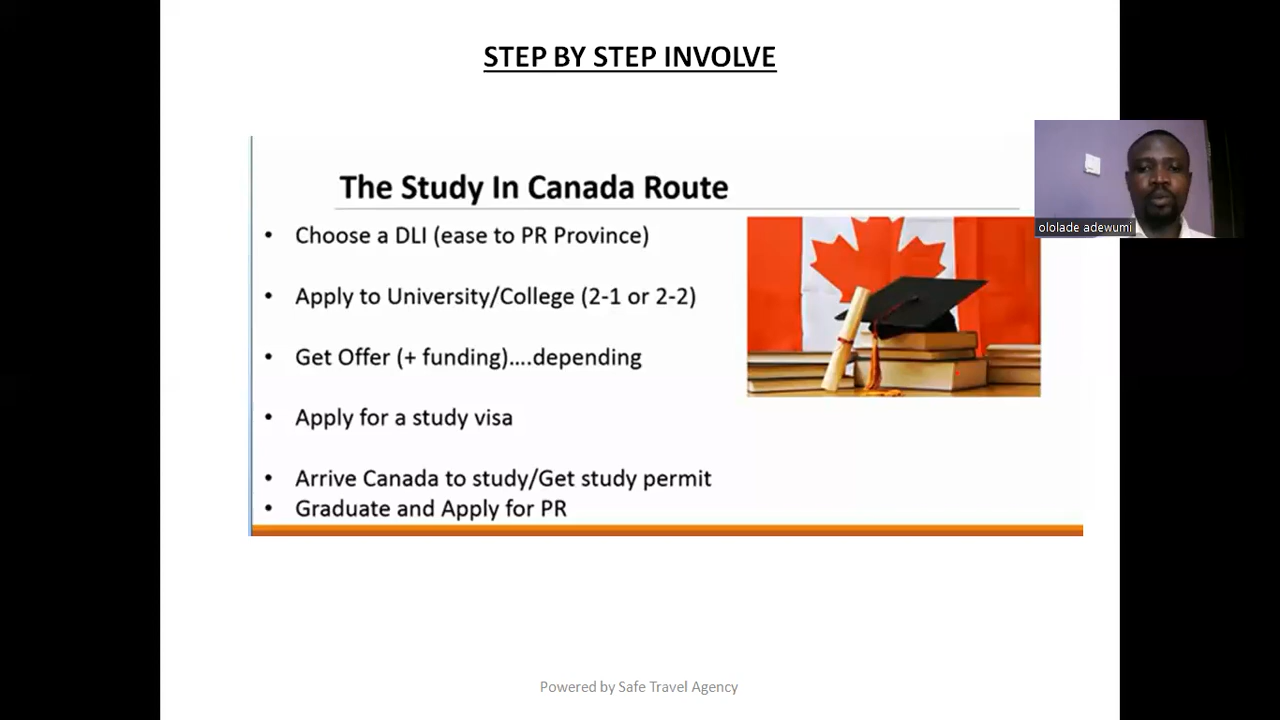 STEP BY STEP INVOLVE
The Study In Canada Route
• Choose a DLI (ease to PR Province)
• Apply to University/College (2-1 or 2-2)
• Get Offer (+ funding)....depending
• Apply for a study visa
• Arrive Canada to study/Get study permit
• Graduate and Apply for PR
ololade adewumi
Powered by Safe Travel Agency